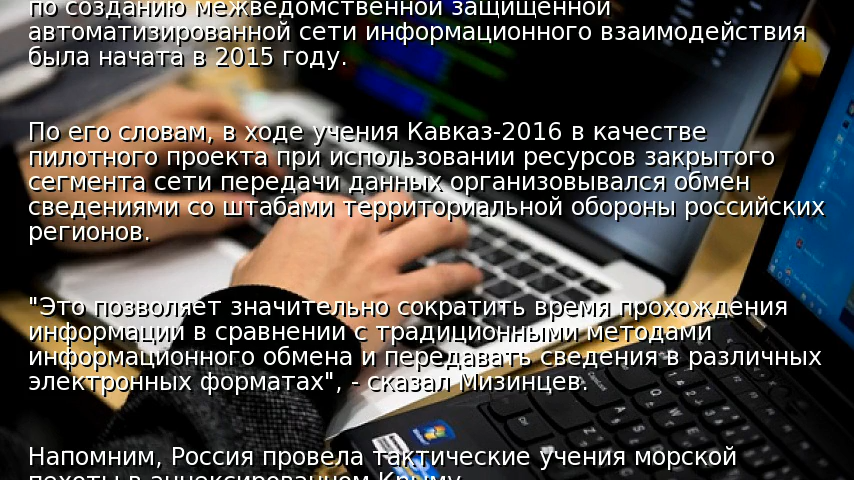 по созданию межведомственной защищенной
автоматизированной сети информационного взаимодействия
была начата в 2015 году.
По его словам, в ходе учения Кавказ-2016 в качестве
пилотного проекта при использовании ресурсов закрытого
сегмента сети передачи данных организовывался обмен
сведениями со штабами территориальной обороны российских
регионов.
"Это позволяет значительно сократить время прохождения
информации в сравнении с традиционными методами
информационного обмена и передавать сведения в различных
электронных форматах", - сказал Мизинцев.
Напомним, Россия провела тактические учения морской
пехоты в аннексированном Крыму.